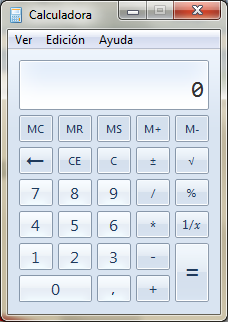 Calculadora
Ver Edición Ayuda
0
MC MR MS M+ M-
← CE C ± √
7 8 9 / %
4 5 6 * 1/x
1 2 3 - =
0 , +